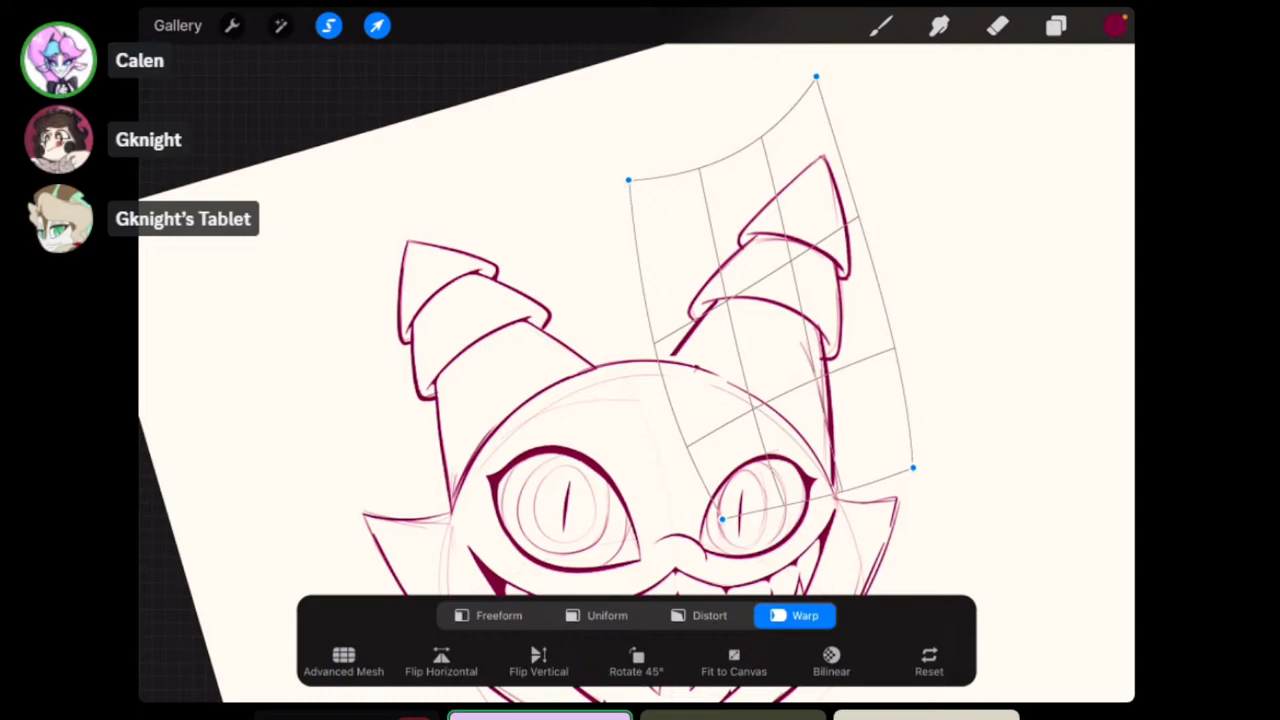 Gallery
Calen
Gknight
Gknight's Tablet
Freeform Uniform Distort Warp
Advanced Mesh Flip Horizontal Flip Vertical Rotate 45° Fit to Canvas Bilinear Reset